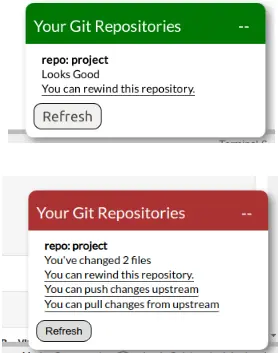 Your Git Repositories --
repo: project
Looks Good
You can rewind this repository.
Refresh
Your Git Repositories --
repo: project
You've changed 2 files
You can rewind this repository.
You can push changes upstream
You can pull changes from upstream
Refresh